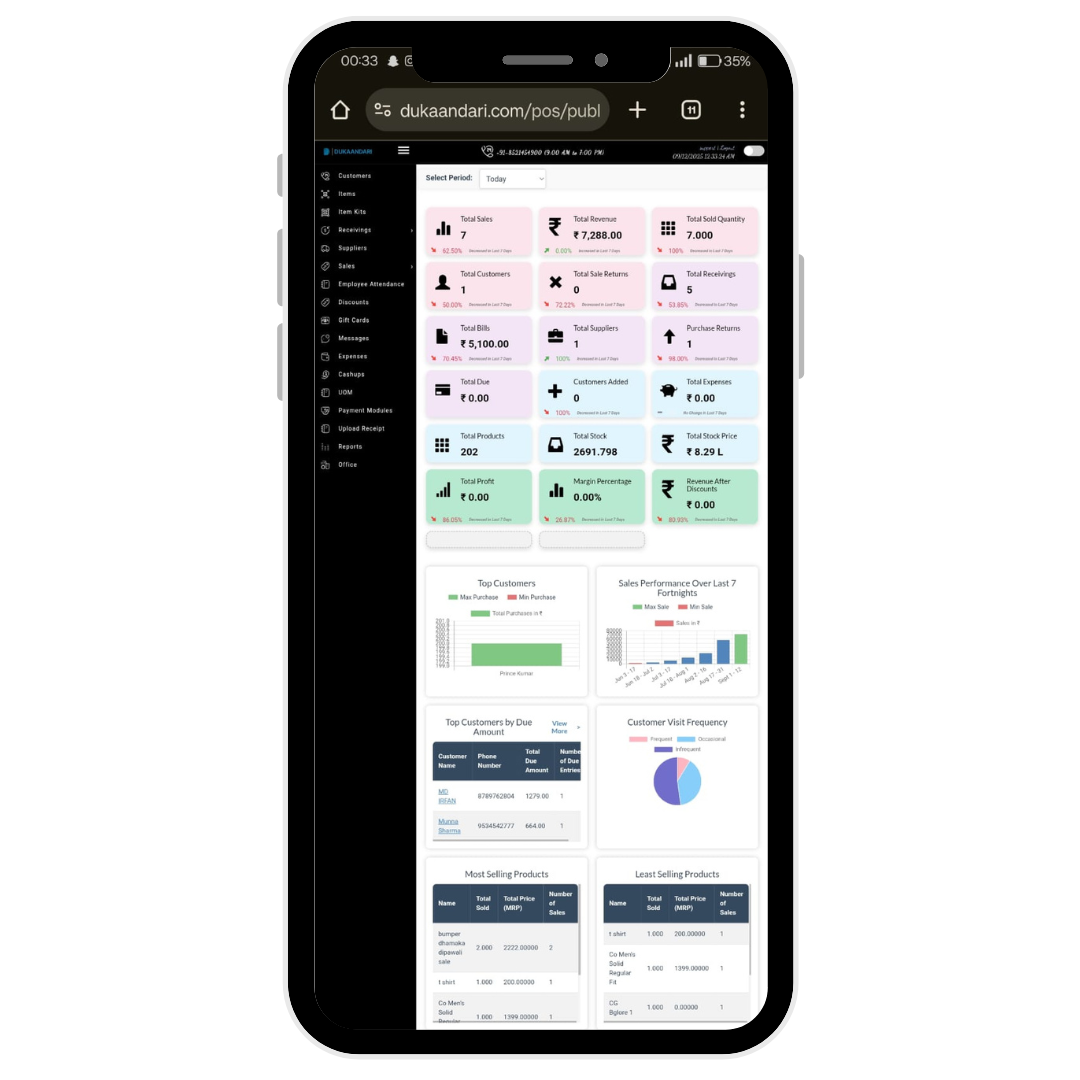 00:33
35%
dukaandari.com/pos/publ
11
DUKAANDARI
+91-8521454900 (9:00 AM to 7:00 PM)
support | Logout
09/12/2025 12:33:24 AM
Customers
Items
Item Kits
Receivings
Suppliers
Sales
Employee Attendance
Discounts
Gift Cards
Messages
Expenses
Cashups
UOM
Payment Modules
Upload Receipt
Reports
Office
Select Period: Today
Total Sales
7
62.50% Decreased in Last 7 Days
Total Revenue
₹ 7,288.00
0.00% Increased in Last 7 Days
Total Sold Quantity
7.000
100% Decreased in Last 7 Days
Total Customers
1
50.00% Decreased in Last 7 Days
Total Sale Returns
0
72.22% Decreased in Last 7 Days
Total Receivings
5
53.85% Decreased in Last 7 Days
Total Bills
₹ 5,100.00
70.45% Decreased in Last 7 Days
Total Suppliers
1
100% Increased in Last 7 Days
Purchase Returns
1
98.00% Decreased in Last 7 Days
Total Due
₹ 0.00
Customers Added
0
100% Decreased in Last 7 Days
Total Expenses
₹ 0.00
No Change in Last 7 Days
Total Products
202
Total Stock
2691.798
Total Stock Price
₹ 8.29 L
Total Profit
₹ 0.00
86.05% Decreased in Last 7 Days
Margin Percentage
0.00%
26.87% Decreased in Last 7 Days
Revenue After
Discounts
₹ 0.00
Decreased in Last 7 Days
Top Customers
Max Purchase Min Purchase
Total Purchases in ₹
201.0
199.0
Prince Kumar
Sales Performance Over Last 7
Fortnights
Max Sale Min Sale
Sales in ₹
80000
70000
60000
50000
40000
30000
20000
10000
0
Jun 3 - 17
Jun 18 - Jul 2
Jul 3 - 17
Jul 18 - Aug 1
Aug 2 - 16
Aug 17 - 31
Sept 1 - 12
Top Customers by Due
Amount
View
More >
Customer
Name
Phone
Number
Total
Due
Amount
Numbe
of Due
Entries
MD
IRFAN
8789762804 1279.00 1
Munna
Sharma
9534542777 664.00 1
Customer Visit Frequency
Frequent Occasional
Infrequent
Most Selling Products
Name
Total
Sold
Total Price
(MRP)
Number
of
Sales
bumper
dhamaka
dipawali
sale
2.000 2222.00000 2
t shirt 1.000 200.00000 1
Co Men's
Solid
Regular
1.000 1399.00000 1
Least Selling Products
Name
Total
Sold
Total Price
(MRP)
Number
of
Sales
t shirt 1.000 200.00000 1
Co Men's
Solid
Regular
Fit
1.000 1399.00000 1
CG
Bglore 1
1.000 0.00000 1